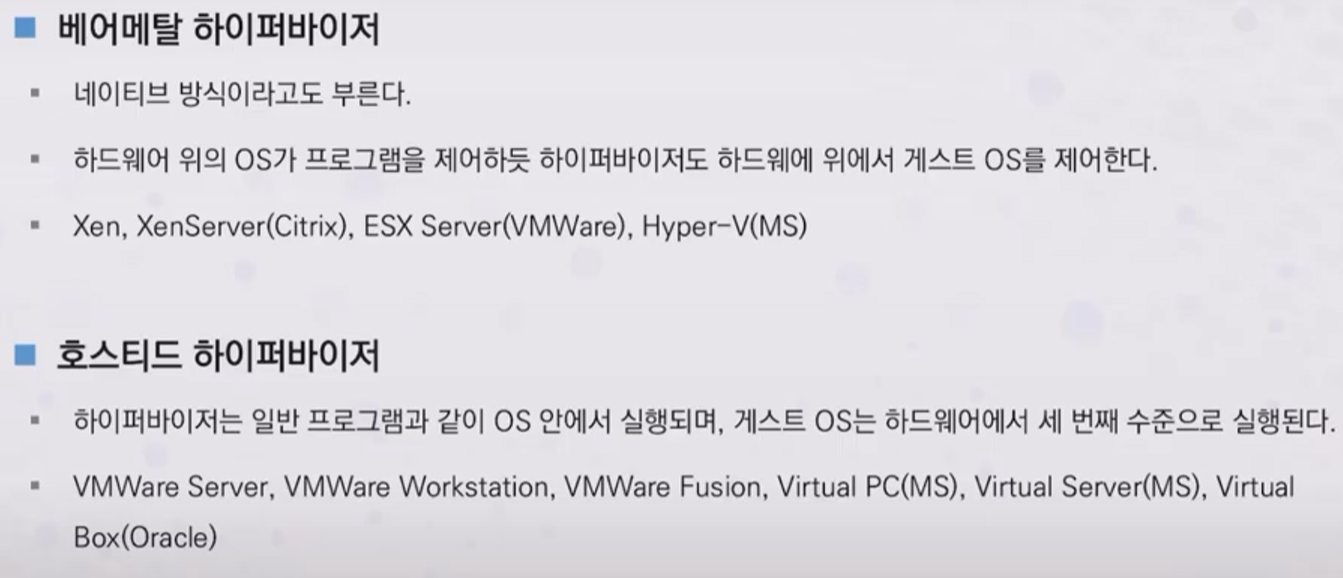 베어메탈 하이퍼바이저
네이티브 방식이라고도 부른다.
하드웨어 위의 OS가 프로그램을 제어하듯 하이퍼바이저도 하드웨에 위에서 게스트 OS를 제어한다.
Xen, XenServer(Citrix), ESX Server(VMWare), Hyper-V(MS)
호스티드 하이퍼바이저
하이퍼바이저는 일반 프로그램과 같이 OS 안에서 실행되며, 게스트 OS는 하드웨어에서 세 번째 수준으로 실행된다.
VMWare Server, VMWare Workstation, VMWare Fusion, Virtual PC(MS), Virtual Server(MS), Virtual
Box(Oracle)